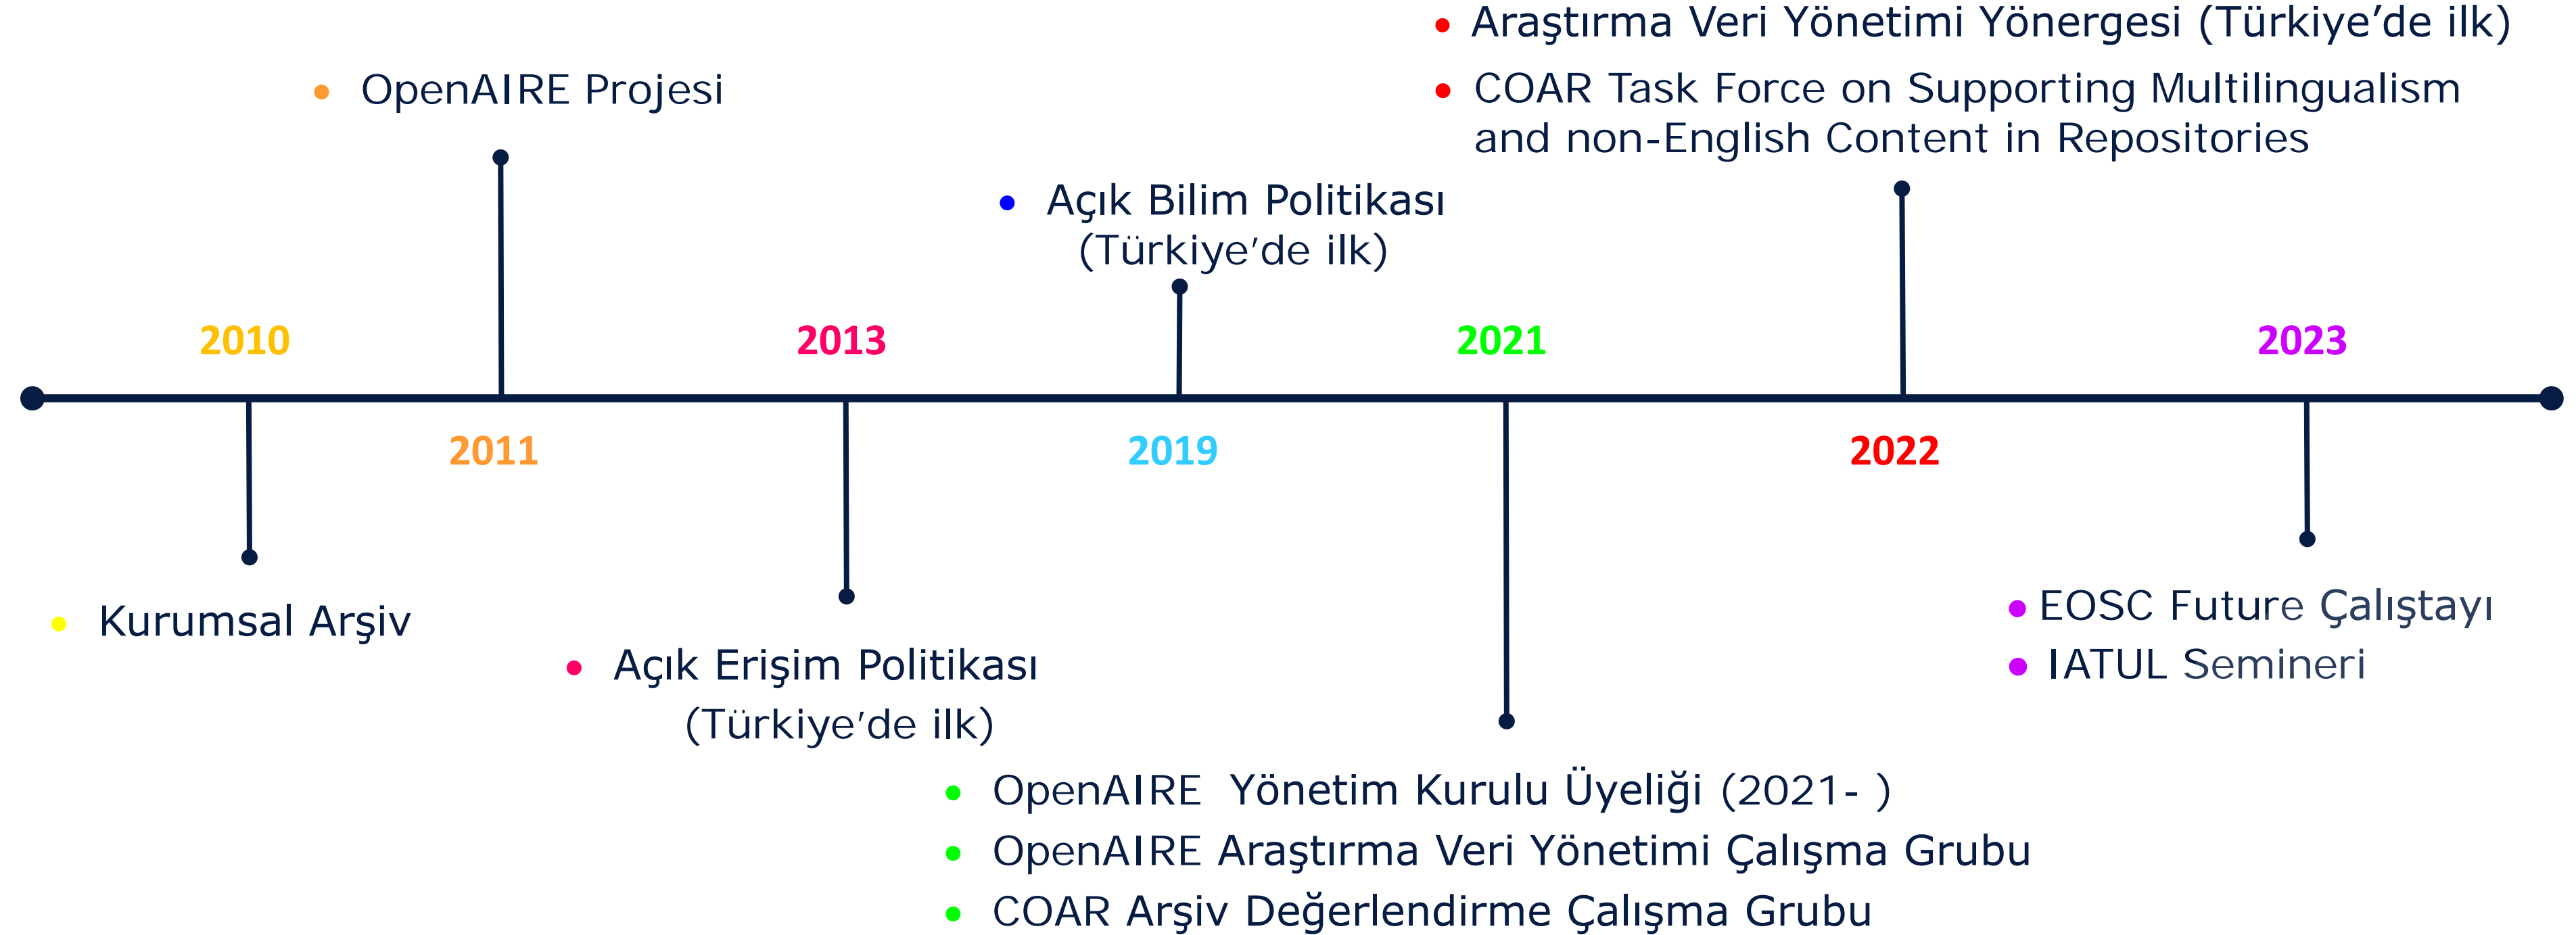 Araştırma Veri Yönetimi Yönergesi (Türkiye’de ilk)
OpenAIRE Projesi
COAR Task Force on Supporting Multilingualism
and non-English Content in Repositories
Açık Bilim Politikası
(Türkiye’de ilk)
2010
2013
2021
2023
2011
2019
2022
Kurumsal Arşiv
Açık Erişim Politikası
(Türkiye’de ilk)
EOSC Future Çalıştayı
IATUL Semineri
OpenAIRE Yönetim Kurulu Üyeliği (2021- )
OpenAIRE Araştırma Veri Yönetimi Çalışma Grubu
COAR Arşiv Değerlendirme Çalışma Grubu